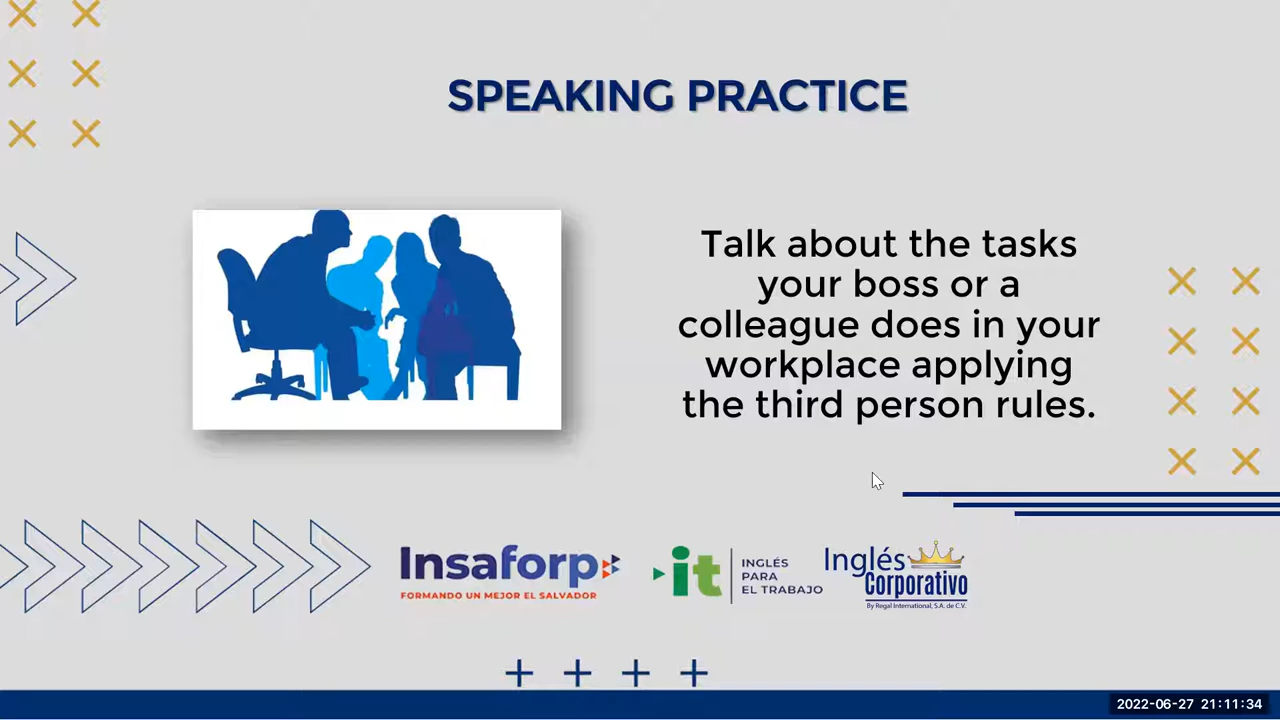 SPEAKING PRACTICE
Talk about the tasks
your boss or a
colleague does in your
workplace applying
the third person rules.
Insaforp
FORMANDO UN MEJOR EL SALVADOR
it
INGLÉS
PARA
EL TRABAJO
Inglés
Corporativo
By Regal International, S.A. de C.V.
2022-06-27 21:11:34